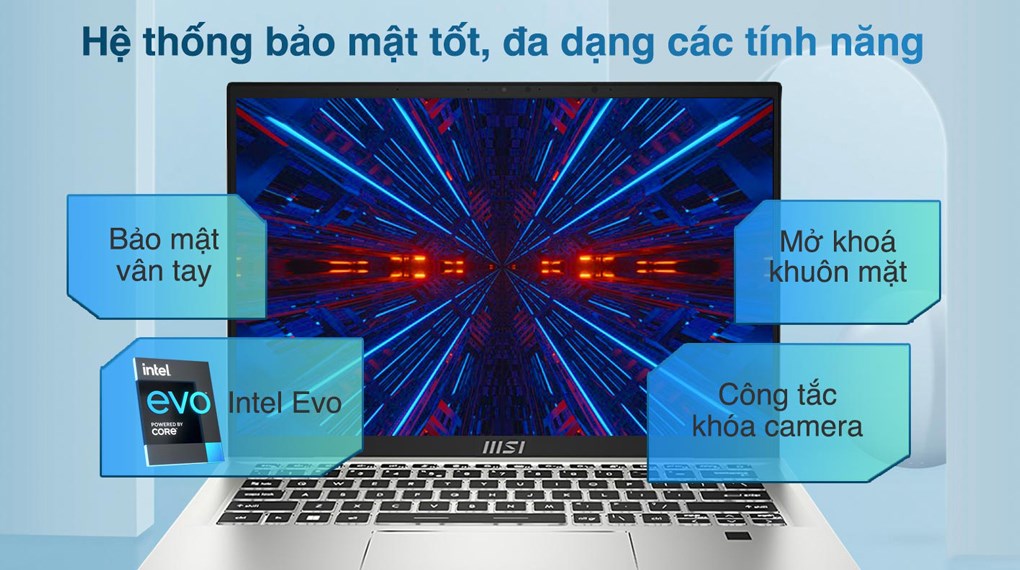 Hệ thống bảo mật tốt, đa dạng các tính năng
Bảo mật
vân tay
Mở khoá
khuôn mặt
intel
evo
POWERED BY
CORE
Intel Evo
Công tắc
khóa camera
msi